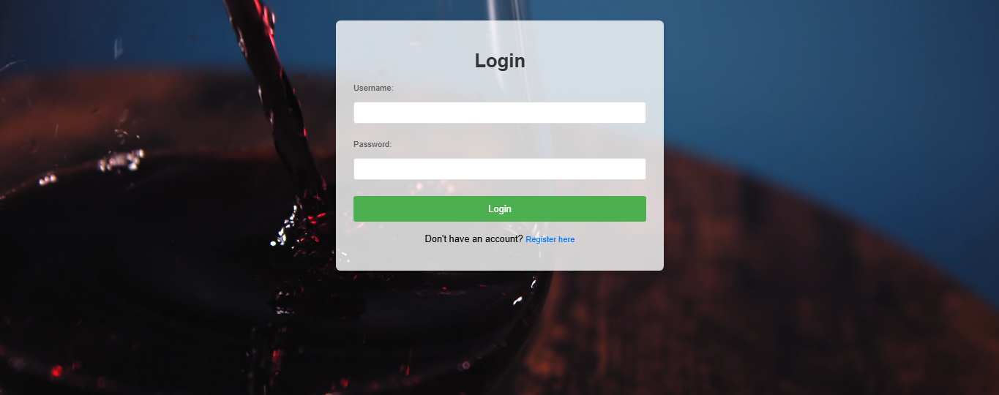 Login
Username:
Password:
Login
Don't have an account? Register here